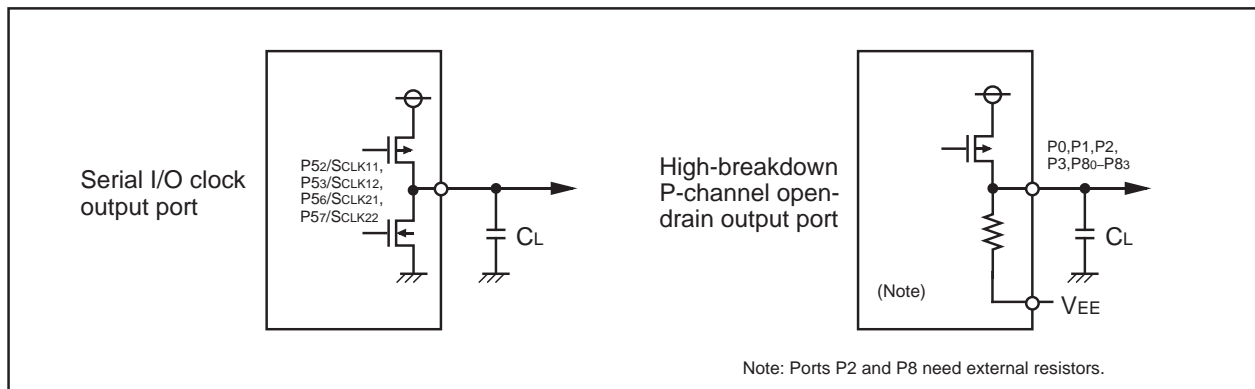 Serial I/O clock
output port
P52/SCLK11,
P53/SCLK12,
P56/SCLK21,
P57/SCLK22
CL
High-breakdown
P-channel open-
drain output port
P0,P1,P2,
P3,P80–P83
CL
(Note)
VEE
Note: Ports P2 and P8 need external resistors.